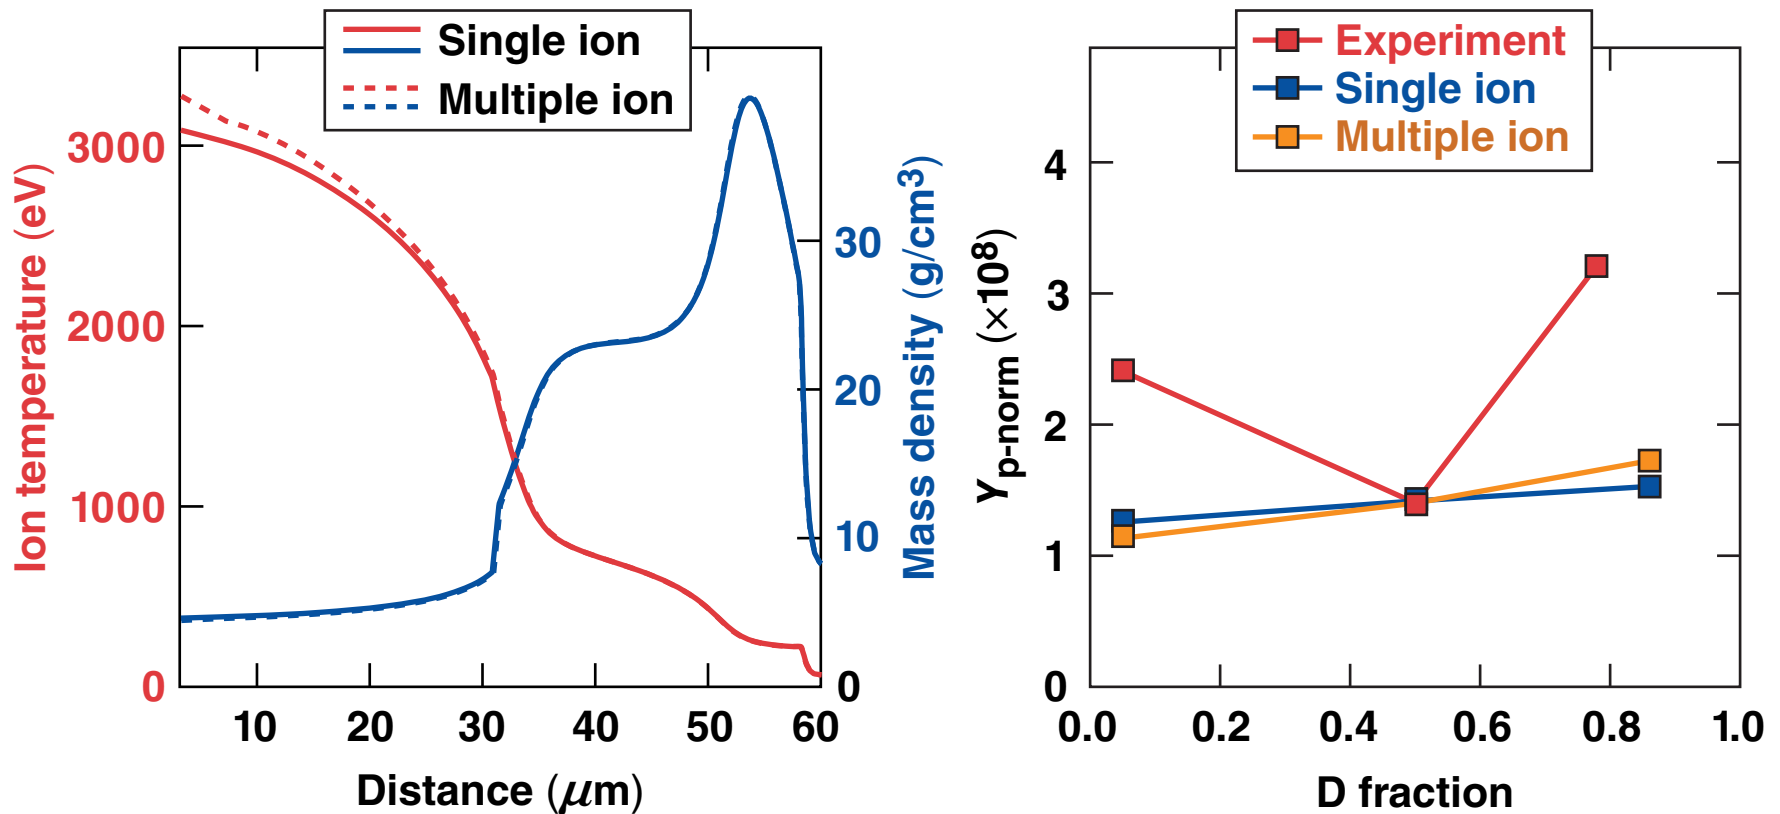 Single ion
Multiple ion
Ion temperature (eV)
3000
2000
1000
0
Mass density (g/cm³)
30
20
10
0
10 20 30 40 50 60
Distance (μm)
Experiment
Single ion
Multiple ion
Yp-norm (×10⁸)
4
3
2
1
0
0.0 0.2 0.4 0.6 0.8 1.0
D fraction